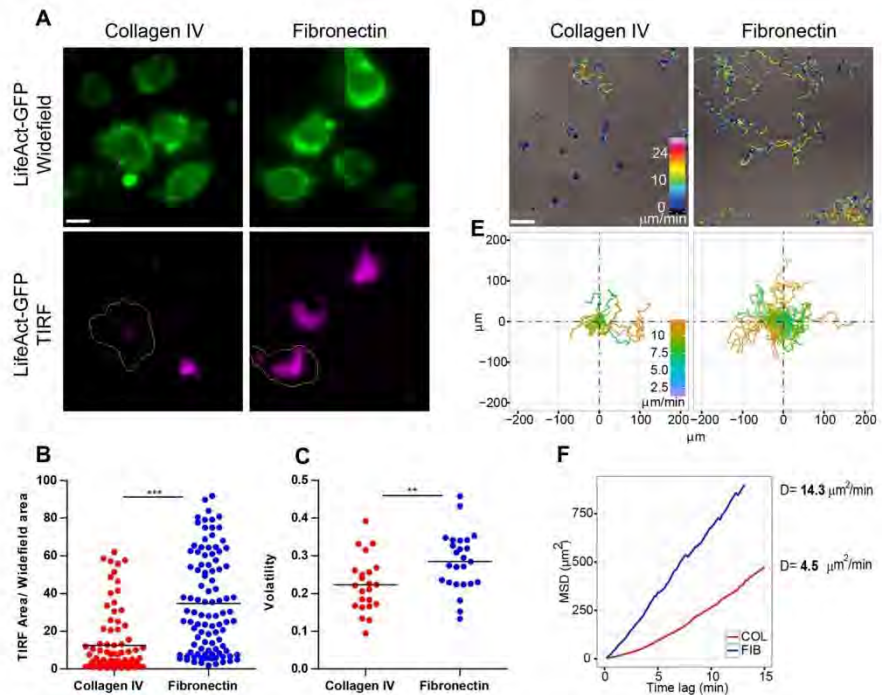 A
Collagen IV
Fibronectin
LifeAct-GFP
Widefield
LifeAct-GFP
TIRF
B
TIRF Area/ Widefield area
100
80
60
40
20
0
***
Collagen IV
Fibronectin
C
Volatility
0.5
0.4
0.3
0.2
0.1
0.0
**
Collagen IV
Fibronectin
D
Collagen IV
Fibronectin
24
10
0
μm/min
E
μm
200
100
0
−100
−200
10
7.5
5.0
2.5
μm/min
−200 −100 0 100 200
−200 −100 0 100 200
μm
F
MSD (μm²)
750
500
250
0
0 5 10 15
Time lag (min)
COL
FIB
D= 14.3 μm²/min
D= 4.5 μm²/min